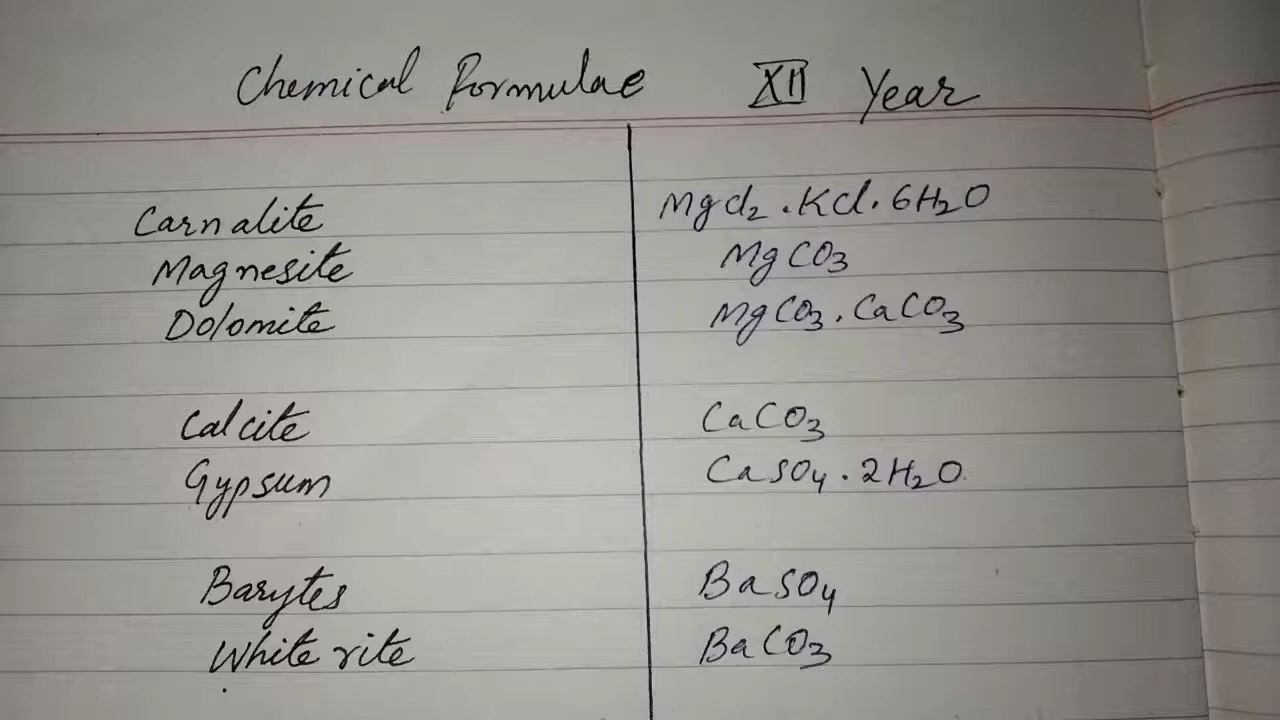 Chemical Formulae XII Year
Carnalite MgCl₂ . KCl . 6H₂O
Magnesite MgCO₃
Dolomite MgCO₃ . CaCO₃
Calcite CaCO₃
Gypsum CaSO₄ . 2H₂O
Barytes BaSO₄
White rite BaCO₃